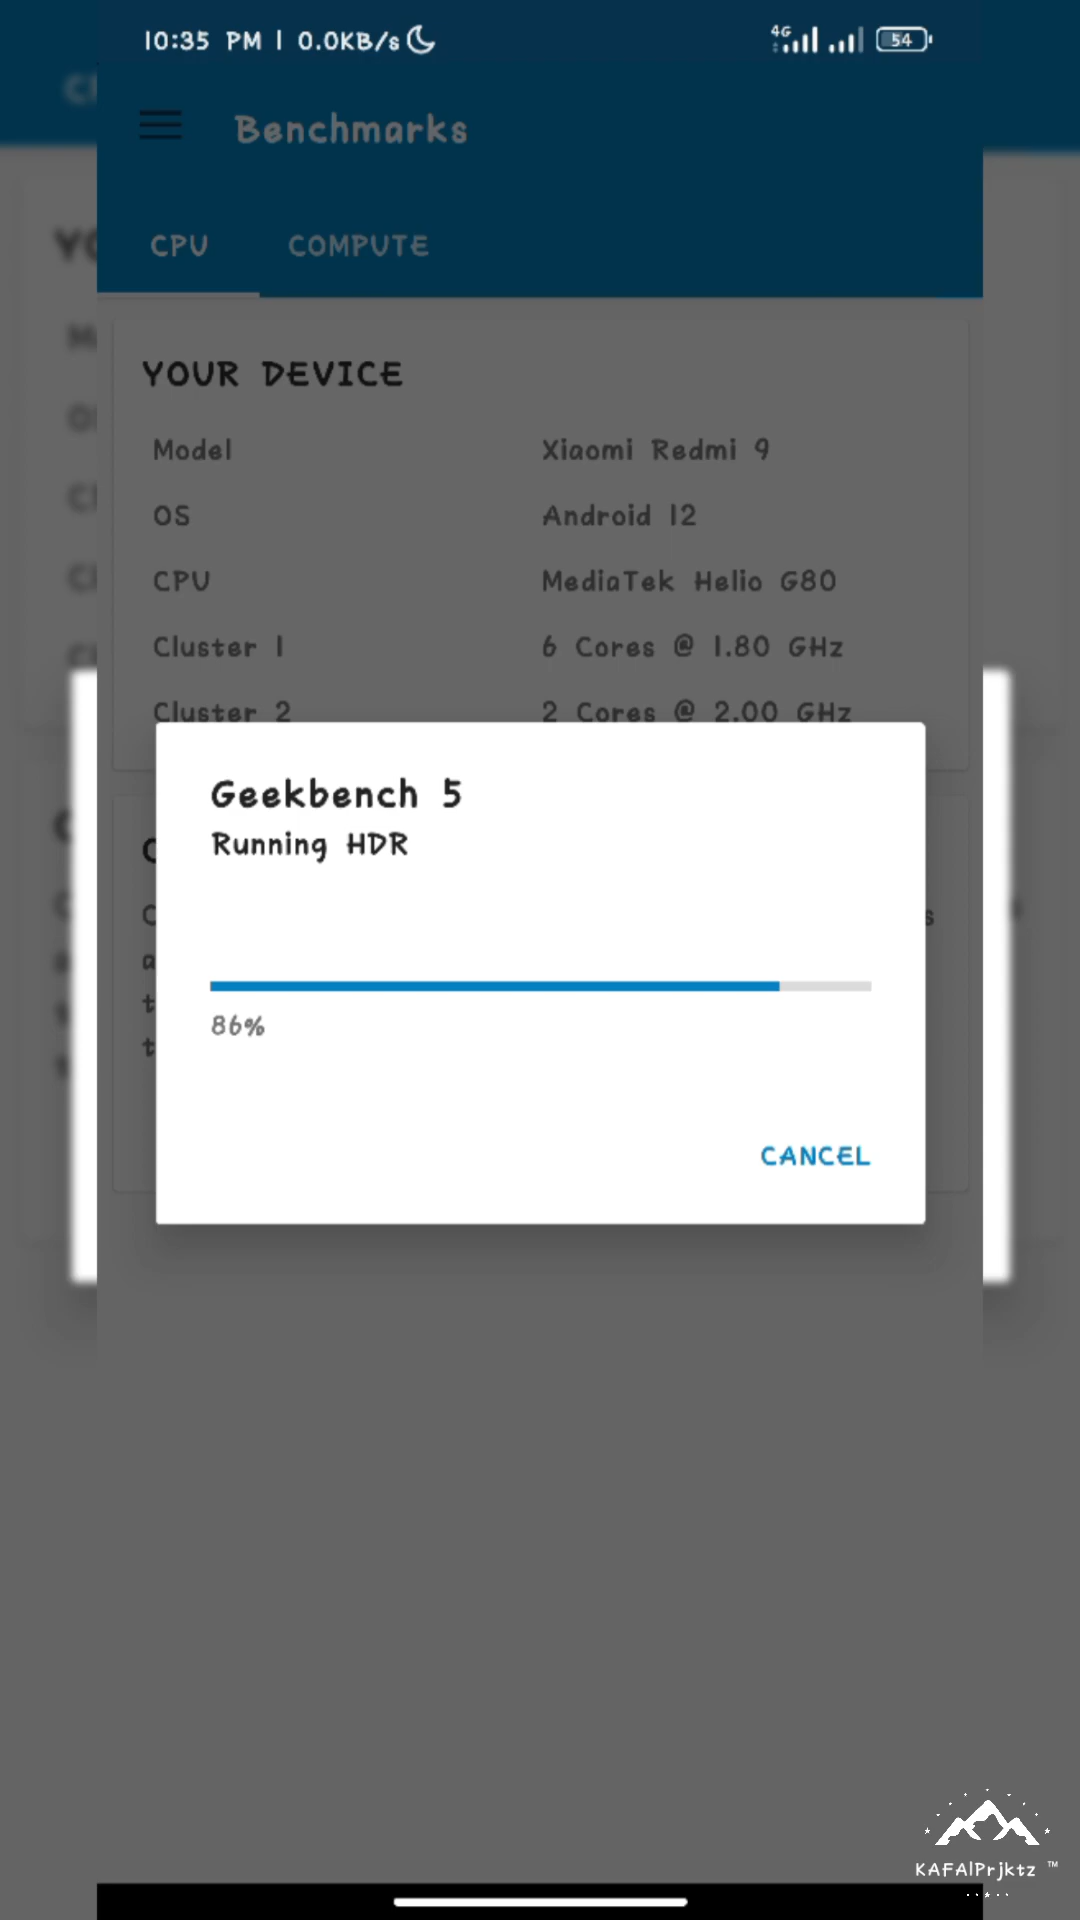 10:35 PM | 0.0KB/s 4G 54
Benchmarks
CPU COMPUTE
YOUR DEVICE
Model Xiaomi Redmi 9
OS Android 12
CPU MediaTek Helio G80
Cluster 1 6 Cores @ 1.80 GHz
Cluster 2 2 Cores @ 2.00 GHz
Geekbench 5
Running HDR
86%
CANCEL
KAFAlPrjktz ™